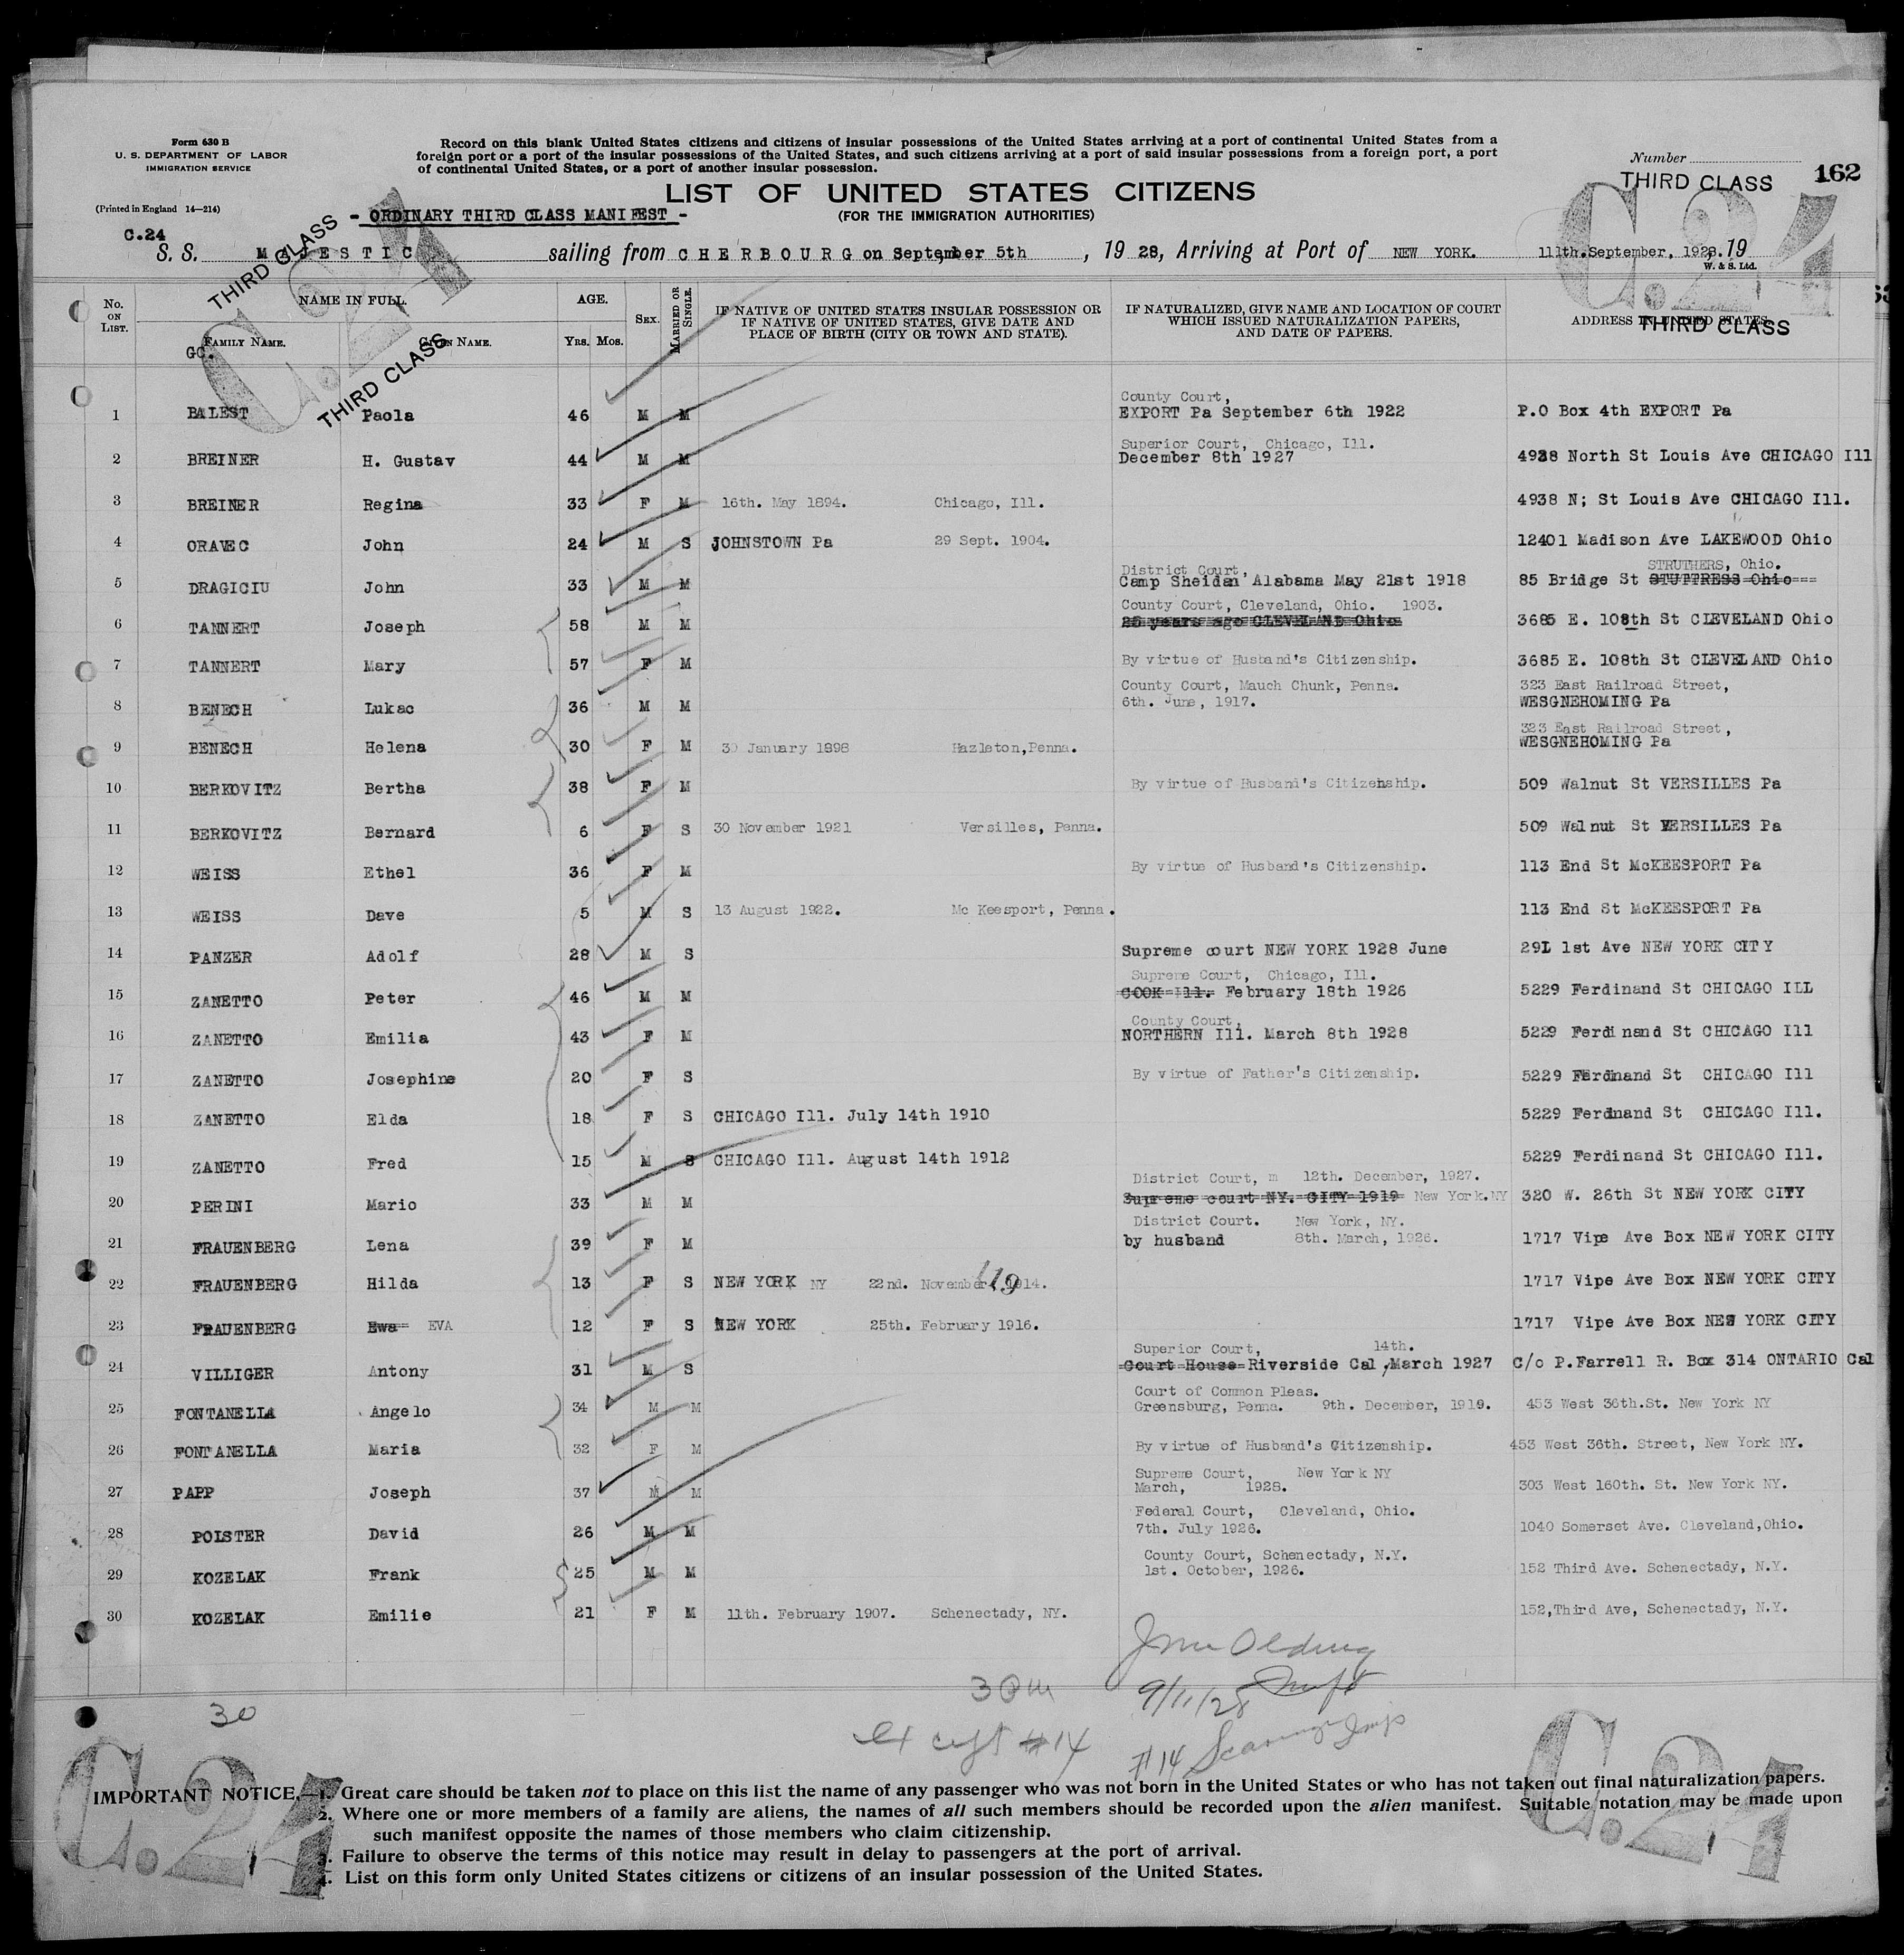 Form 630 B
U. S. DEPARTMENT OF LABOR
IMMIGRATION SERVICE
(Printed in England 14—214)
Record on this blank United States citizens and citizens of insular possessions of the United States arriving at a port of continental United States from a
foreign port or a port of the insular possessions of the United States, and such citizens arriving at a port of said insular possessions from a foreign port, a port
of continental United States, or a port of another insular possession.
Number
THIRD CLASS 162
LIST OF UNITED STATES CITIZENS
- ORDINARY THIRD CLASS MANIFEST - (FOR THE IMMIGRATION AUTHORITIES)
C.24
C.24
C.24
THIRD CLASS
S. S. MAJESTIC sailing from CHERBOURG on September 5th, 19 28, Arriving at Port of NEW YORK. 11th.September, 1928. 19
W. & S. Ltd.
No. ON LIST. NAME IN FULL. AGE. SEX. MARRIED OR SINGLE. IF NATIVE OF UNITED STATES INSULAR POSSESSION OR IF NATIVE OF UNITED STATES, GIVE DATE AND PLACE OF BIRTH (CITY OR TOWN AND STATE). IF NATURALIZED, GIVE NAME AND LOCATION OF COURT WHICH ISSUED NATURALIZATION PAPERS, AND DATE OF PAPERS. ADDRESS IN UNITED STATES.
THIRD CLASS
FAMILY NAME. GIVEN NAME. YRS. MOS.
GC.
THIRD CLASS
County Court,
1 BALEST Paola 46 M M EXPORT Pa September 6th 1922 P.O Box 4th EXPORT Pa
Superior Court, Chicago, Ill.
2 BREINER H. Gustav 44 M M December 8th 1927 4938 North St Louis Ave CHICAGO Ill
3 BREINER Regina 33 F M 16th. May 1894. Chicago, Ill. 4938 N; St Louis Ave CHICAGO Ill.
4 ORAVEC John 24 M S JOHNSTOWN Pa 29 Sept. 1904. 12401 Madison Ave LAKEWOOD Ohio
District Court, STRUTHERS, Ohio.
5 DRAGICIU John 33 M M Camp Sheidan Alabama May 21st 1918 85 Bridge St STUTTRESS Ohio
County Court, Cleveland, Ohio. 1903.
6 TANNERT Joseph 58 M M 25 years ago CLEVELAND Ohio 3685 E. 108th St CLEVELAND Ohio
7 TANNERT Mary 57 F M By virtue of Husband's Citizenship. 3685 E. 108th St CLEVELAND Ohio
County Court, Mauch Chunk, Penna. 323 East Railroad Street,
8 BENECH Lukac 36 M M 6th. June, 1917. WESGNEHOMING Pa
323 East Railroad Street,
9 BENECH Helena 30 F M 30 January 1898 Hazleton,Penna. WESGNEHOMING Pa
10 BERKOVITZ Bertha 38 F M By virtue of Husband's Citizenship. 509 Walnut St VERSILLES Pa
11 BERKOVITZ Bernard 6 F S 30 November 1921 Versilles, Penna. 509 Walnut St VERSILLES Pa
12 WEISS Ethel 36 F M By virtue of Husband's Citizenship. 113 End St McKEESPORT Pa
13 WEISS Dave 5 M S 13 August 1922. Mc Keesport, Penna. 113 End St McKEESPORT Pa
14 PANZER Adolf 28 M S Supreme court NEW YORK 1928 June 291 1st Ave NEW YORK CITY
Supreme Court, Chicago, Ill.
15 ZANETTO Peter 46 M M COOK Ill. February 18th 1926 5229 Ferdinand St CHICAGO ILL
County Court,
16 ZANETTO Emilia 43 F M NORTHERN Ill. March 8th 1928 5229 Ferdinand St CHICAGO Ill
17 ZANETTO Josephine 20 F S By virtue of Father's Citizenship. 5229 Ferdnand St CHICAGO Ill
18 ZANETTO Elda 18 F S CHICAGO Ill. July 14th 1910 5229 Ferdnand St CHICAGO Ill.
19 ZANETTO Fred 15 M S CHICAGO Ill. August 14th 1912 5229 Ferdinand St CHICAGO Ill.
District Court, m 12th. December, 1927.
20 PERINI Mario 33 M M Supreme court NY. CITY 1919 New York.NY 320 W. 26th St NEW YORK CITY
District Court. New York, NY.
21 FRAUENBERG Lena 39 F M by husband 8th. March, 1926. 1717 Vipe Ave Box NEW YORK CITY
22 FRAUENBERG Hilda 13 F S NEW YORK NY 22nd. November 1914. 1717 Vipe Ave Box NEW YORK CITY
23 FRAUENBERG Ewa EVA 12 F S NEW YORK 25th. February 1916. 1717 Vipe Ave Box NEW YORK CITY
Superior Court, 14th.
24 VILLIGER Antony 31 M S Court House Riverside Cal ,March 1927 C/o P.Farrell R. Box 314 ONTARIO Cal
Court of Common Pleas.
25 FONTANELLA Angelo 34 M M Greensburg, Penna. 9th. December, 1919. 453 West 36th.St. New York NY
26 FONTANELLA Maria 32 F M By virtue of Husband's Citizenship. 453 West 36th. Street, New York NY.
Supreme Court, New York NY
27 PAPP Joseph 37 M M March, 1928. 303 West 160th. St. New York NY.
Federal Court, Cleveland, Ohio.
28 POLSTER David 26 M M 7th. July 1926. 1040 Somerset Ave. Cleveland,Ohio.
County Court, Schenectady, N.Y.
29 KOZELAK Frank 25 M M 1st. October, 1926. 152 Third Ave. Schenectady, N.Y.
30 KOZELAK Emilie 21 F M 11th. February 1907. Schenectady, NY. 152,Third Ave, Schenectady, N.Y.
9/11/28
30
#14
#14
C.24
C.24
IMPORTANT NOTICE.—1. Great care should be taken not to place on this list the name of any passenger who was not born in the United States or who has not taken out final naturalization papers.
2. Where one or more members of a family are aliens, the names of all such members should be recorded upon the alien manifest. Suitable notation may be made upon
such manifest opposite the names of those members who claim citizenship.
3. Failure to observe the terms of this notice may result in delay to passengers at the port of arrival.
4. List on this form only United States citizens or citizens of an insular possession of the United States.